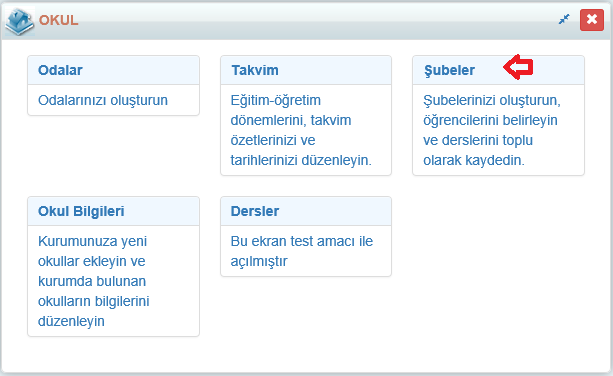 OKUL
Odalar
Odalarınızı oluşturun
Takvim
Eğitim-öğretim
dönemlerini, takvim
özetlerinizi ve
tarihlerinizi düzenleyin.
Şubeler
Şubelerinizi oluşturun,
öğrencilerini belirleyin
ve derslerini toplu
olarak kaydedin.
Okul Bilgileri
Kurumunuza yeni
okullar ekleyin ve
kurumda bulunan
okulların bilgilerini
düzenleyin
Dersler
Bu ekran test amacı ile
açılmıştır